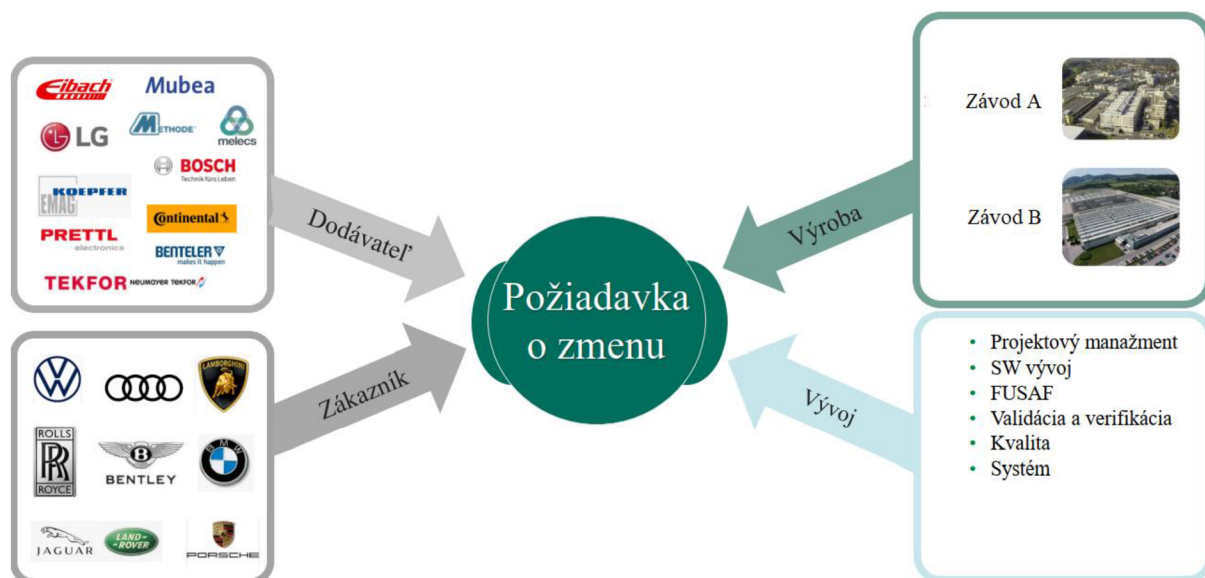 Eibach
Mubea
LG
METHODE
melecs
BOSCH
Technik fürs Leben
KOEPFER
EMAG
Continental
PRETTL
electronics
BENTELER
makes it happen
TEKFOR NEUMAYER TEKFOR
Dodávateľ
LAMBORGHINI
ROLLS
RR
ROYCE
B
BENTLEY
BMW
JAGUAR
LAND-
-ROVER
PORSCHE
Zákazník
Požiadavka
o zmenu
Výroba
:
Závod A
Závod B
Vývoj
• Projektový manažment
• SW vývoj
• FUSAF
• Validácia a verifikácia
• Kvalita
• Systém